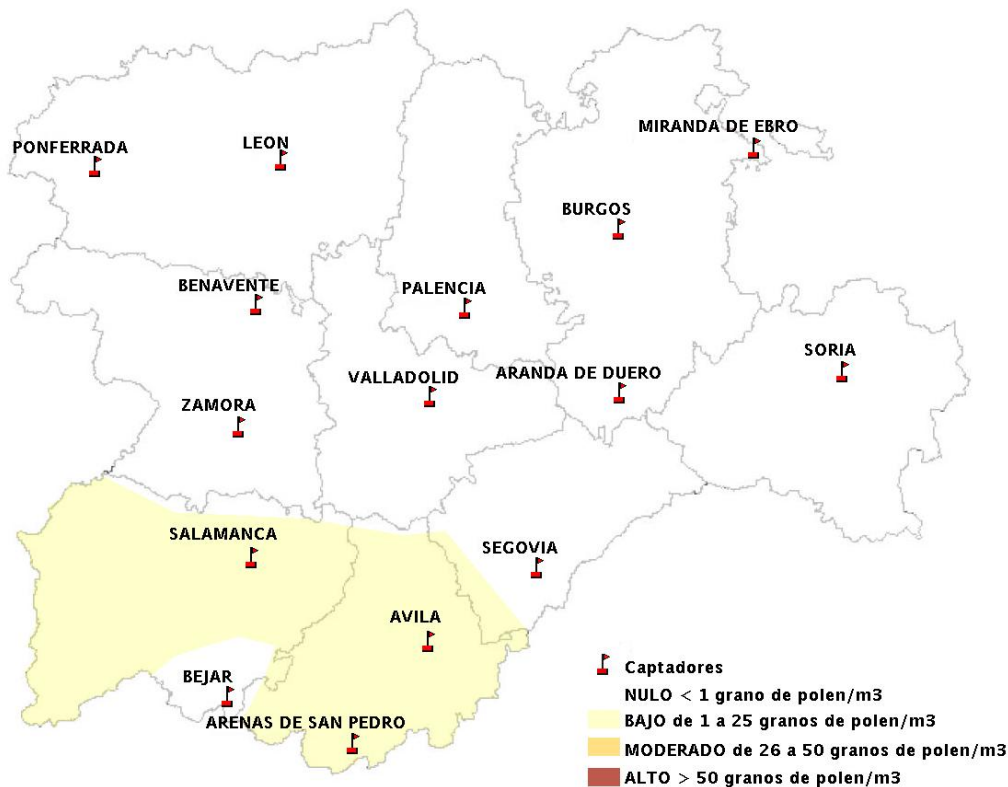 MIRANDA DE EBRO
PONFERRADA
LEON
BURGOS
BENAVENTE
PALENCIA
SORIA
VALLADOLID
ARANDA DE DUERO
ZAMORA
SALAMANCA
SEGOVIA
AVILA
BEJAR
ARENAS DE SAN PEDRO
Captadores
NULO < 1 grano de polen/m3
BAJO de 1 a 25 granos de polen/m3
MODERADO de 26 a 50 granos de polen/m3
ALTO > 50 granos de polen/m3